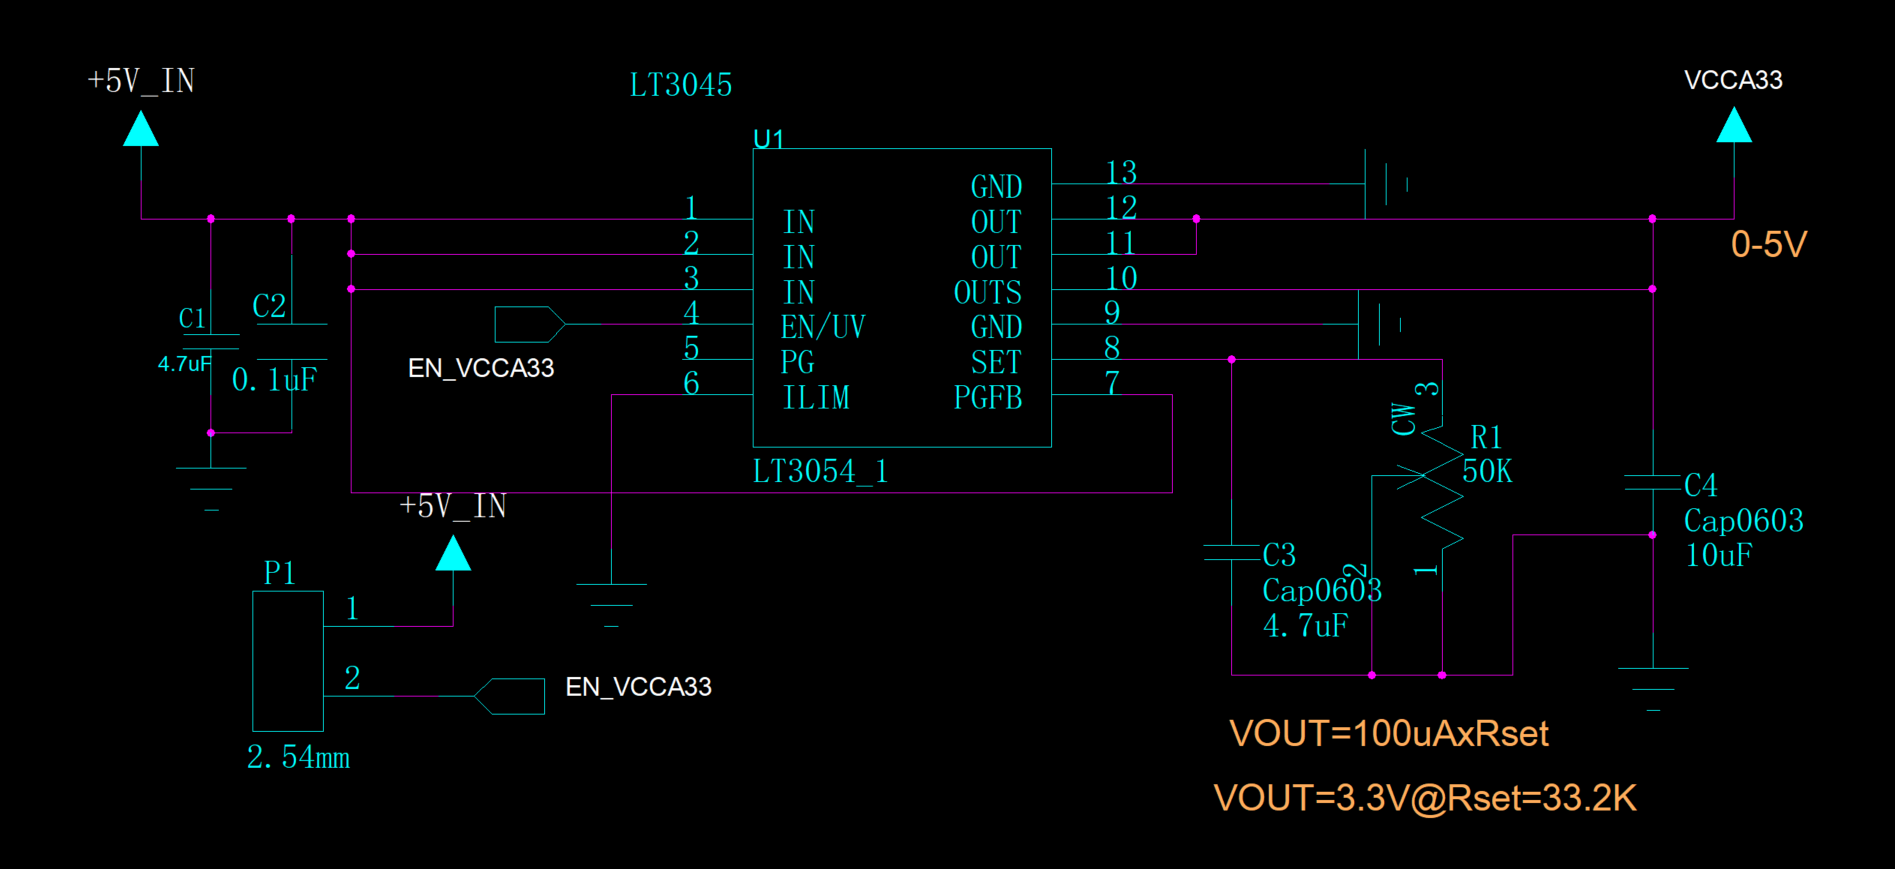 +5V_IN
LT3045
VCCA33
U1
0-5V
1
2
3
4
5
6
IN
IN
IN
EN/UV
PG
ILIM
GND
OUT
OUT
OUTS
GND
SET
PGFB
13
12
11
10
9
8
7
LT3054_1
C1
4.7uF
C2
0.1uF
EN_VCCA33
CW
3
2
1
R1
50K
C4
Cap0603
10uF
C3
Cap0603
4.7uF
+5V_IN
P1
1
2
EN_VCCA33
2.54mm
VOUT=100uAxRset
VOUT=3.3V@Rset=33.2K